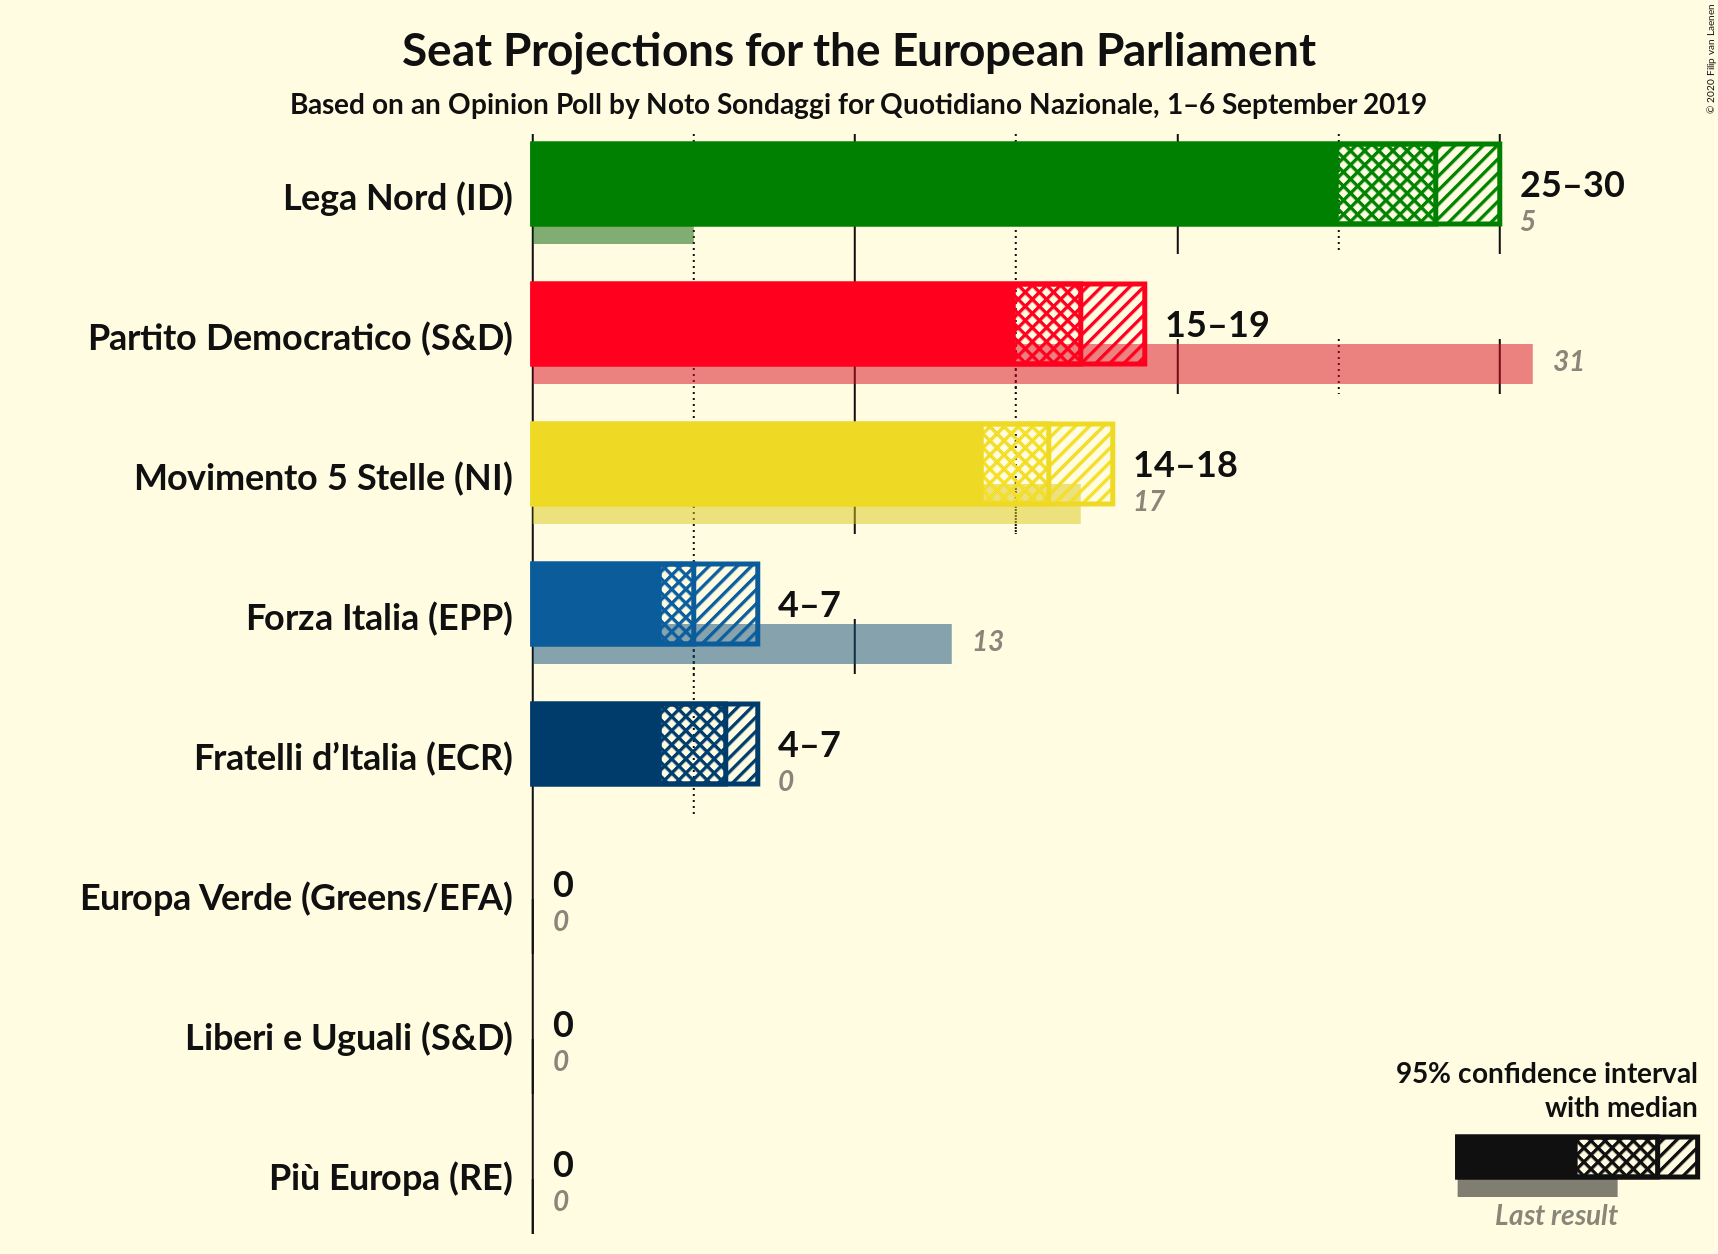 Seat Projections for the European Parliament
Based on an Opinion Poll by Noto Sondaggi for Quotidiano Nazionale, 1–6 September 2019
© 2020 Filip van Laenen
Lega Nord (ID)
25–30
5
Partito Democratico (S&D)
15–19
31
Movimento 5 Stelle (NI)
14–18
17
Forza Italia (EPP)
4–7
13
Fratelli d’Italia (ECR)
4–7
0
Europa Verde (Greens/EFA)
0
0
Liberi e Uguali (S&D)
0
0
Più Europa (RE)
0
0
95% confidence interval
with median
Last result